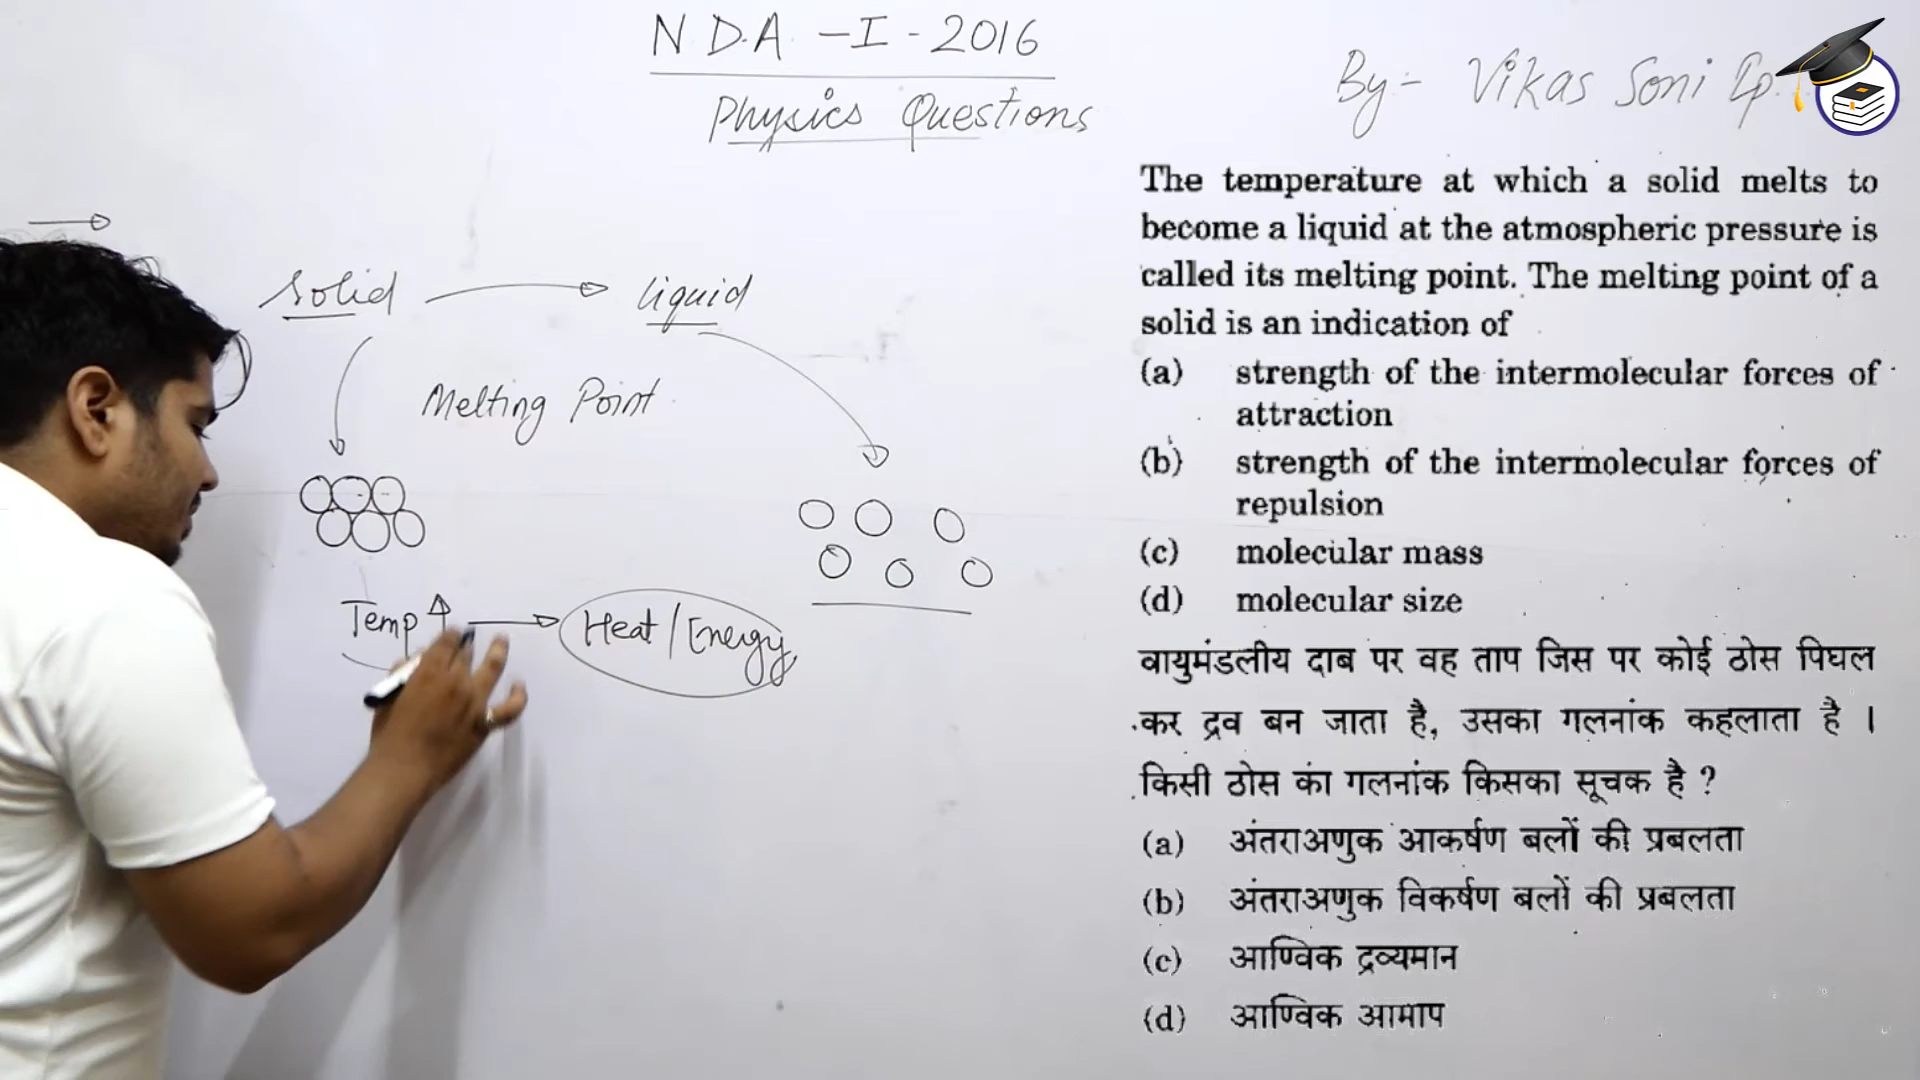 N.D.A -I-2016
Physics Questions
By:- Vikas Soni
Solid → liquid
Melting Point
Temp ↑ → Heat/Energy
The temperature at which a solid melts to
become a liquid at the atmospheric pressure is
called its melting point. The melting point of a
solid is an indication of
(a) strength of the intermolecular forces of
attraction
(b) strength of the intermolecular forces of
repulsion
(c) molecular mass
(d) molecular size
वायुमंडलीय दाब पर वह ताप जिस पर कोई ठोस पिघल
कर द्रव बन जाता है, उसका गलनांक कहलाता है ।
किसी ठोस का गलनांक किसका सूचक है ?
(a) अंतराअणुक आकर्षण बलों की प्रबलता
(b) अंतराअणुक विकर्षण बलों की प्रबलता
(c) आण्विक द्रव्यमान
(d) आण्विक आमाप